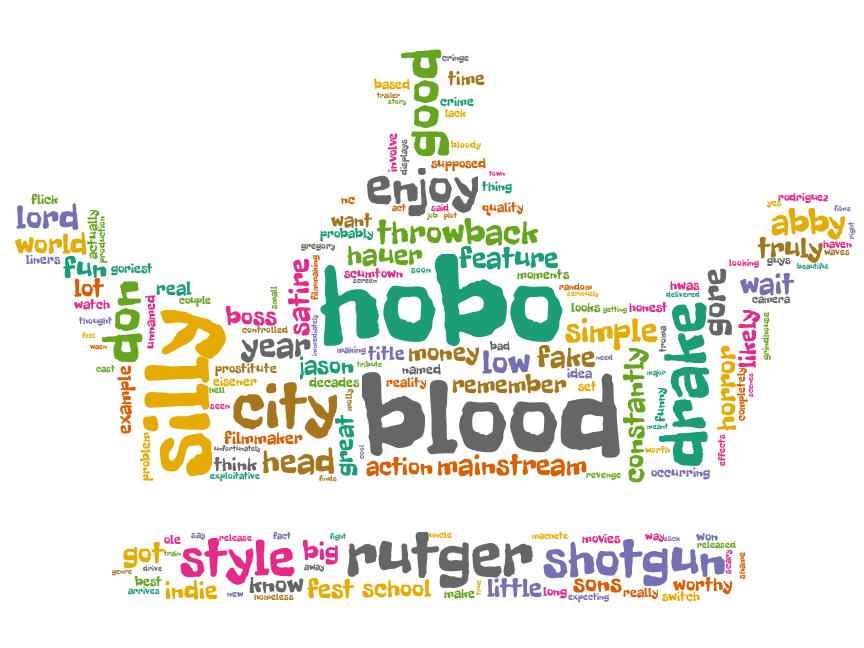 good
cringe
based
time
trailer
story
crime
lack
bloody
involve
displays
supposed
town
enjoy
thing
nc
act
said
quality
want
job
plot
probably
throwback
gregory
hauer
feature
scumtown
soon
moments
screen
satire
filmmaking
hobo
random
seriously
flick
lord
actually
production
world
liners
fun
goriest
lot
real
watch
couple
small
thought
don
unnamed
feel
wasn
cast
example
silly
problem
boss
controlled
year
immediately
making
title
money
bad
low
fake
need
jason
tribute
named
idea
prostitute
eisener
decades
reality
remember
set
hell
seen
city
molly
blood
filmmaker
great
cool
unfortunately
think
head
exploitative
finds
action
mainstream
revenge
looks
getting
honest
simple
constantly
hwas
delivered
troma
major
funny
meant
worth
drake
occurring
gore
looking
guys
beautiful
wait
camera
likely
grindhouse
horror
completely
scenes
effects
rodriguez
yes
films
abby
right
truly
haven
waves
ole
say
release
fact
fight
uncle
machete
movies
way
sick
won
released
got
train
style
big
rutger
shotgun
scary
shame
genre
drive
away
best
arrives
indie
new
know
homeless
fest
school
make
true
little
long
sons
expecting
really
worthy
switch